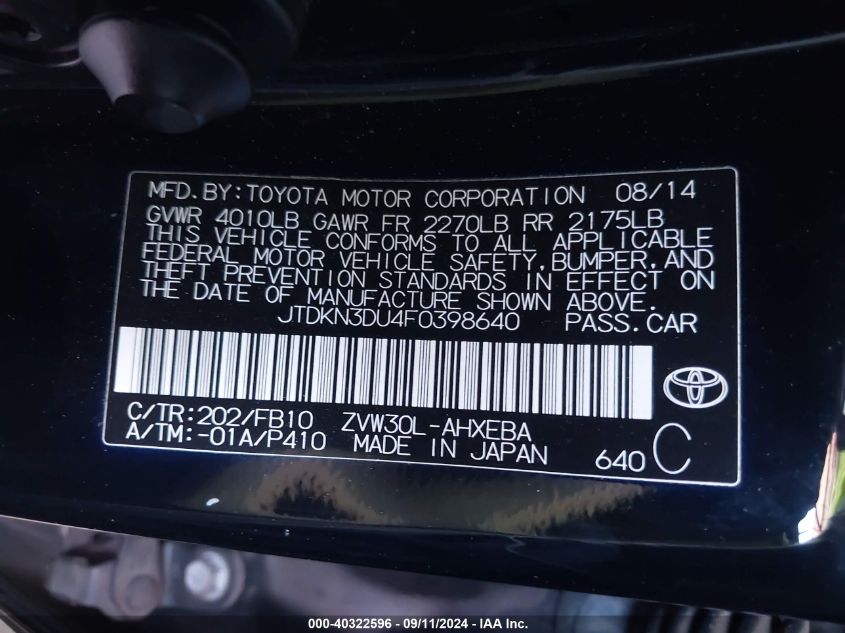 MFD. BY: TOYOTA MOTOR CORPORATION 08/14
GVWR 4010LB GAWR FR 2270LB RR 2175LB
THIS VEHICLE CONFORMS TO ALL APPLICABLE
FEDERAL MOTOR VEHICLE SAFETY, BUMPER, AND
THEFT PREVENTION STANDARDS IN EFFECT ON
THE DATE OF MANUFACTURE SHOWN ABOVE.
JTDKN3DU4F0398640 PASS. CAR
C/TR: 202/FB10 ZVW30L-AHXEBA
A/TM: -01A/P410 MADE IN JAPAN 640 C
000-40322596 - 09/11/2024 - IAA Inc.